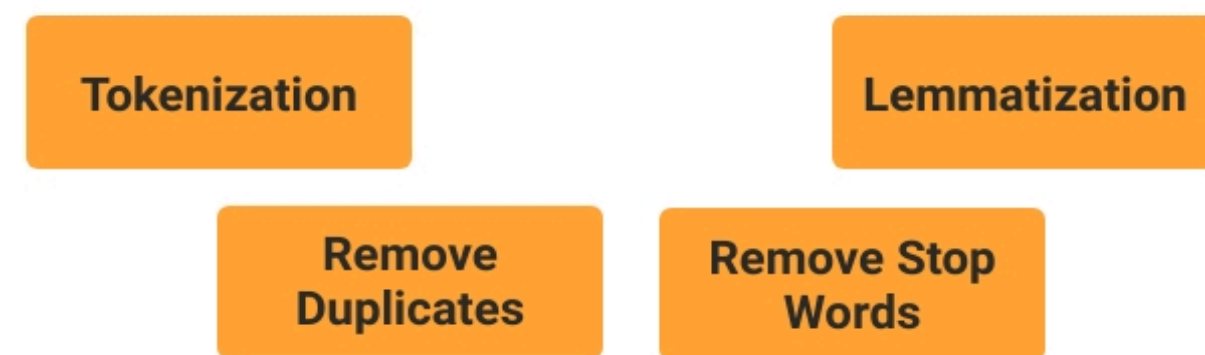 Tokenization
Lemmatization
Remove
Duplicates
Remove Stop
Words